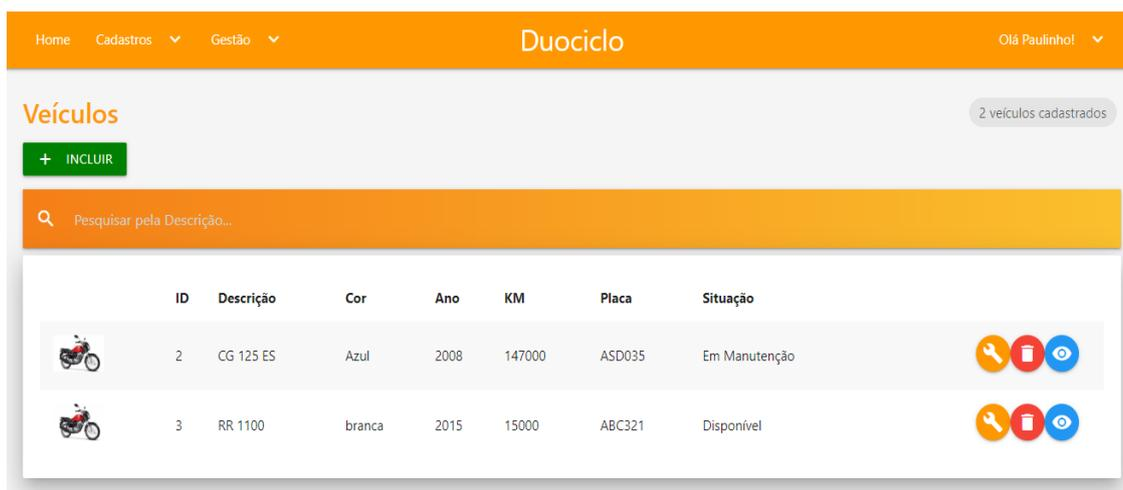 Home Cadastros Gestão Duociclo Olá Paulinho!
Veículos 2 veículos cadastrados
+ INCLUIR
Pesquisar pela Descrição...
ID Descrição Cor Ano KM Placa Situação
2 CG 125 ES Azul 2008 147000 ASD035 Em Manutenção
3 RR 1100 branca 2015 15000 ABC321 Disponível